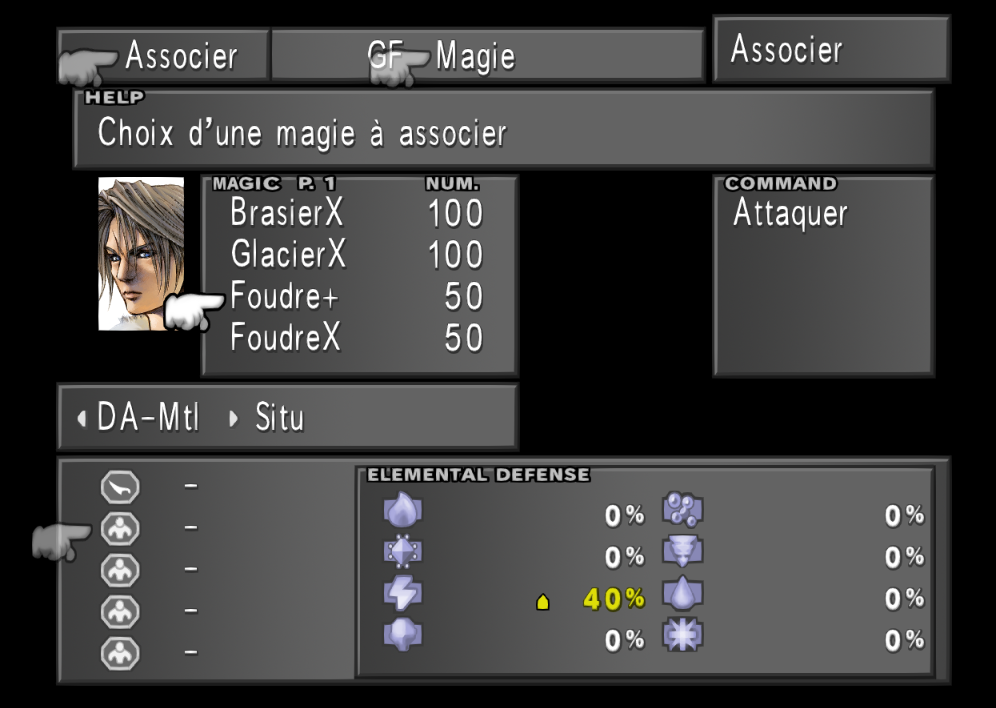 Associer GF Magie Associer
HELP
Choix d'une magie à associer
MAGIC P. 1 NUM.
BrasierX 100
GlacierX 100
Foudre+ 50
FoudreX 50
COMMAND
Attaquer
DA-Mtl Situ
ELEMENTAL DEFENSE
- 0% 0%
- 0% 0%
- 40% 0%
- 0% 0%
-